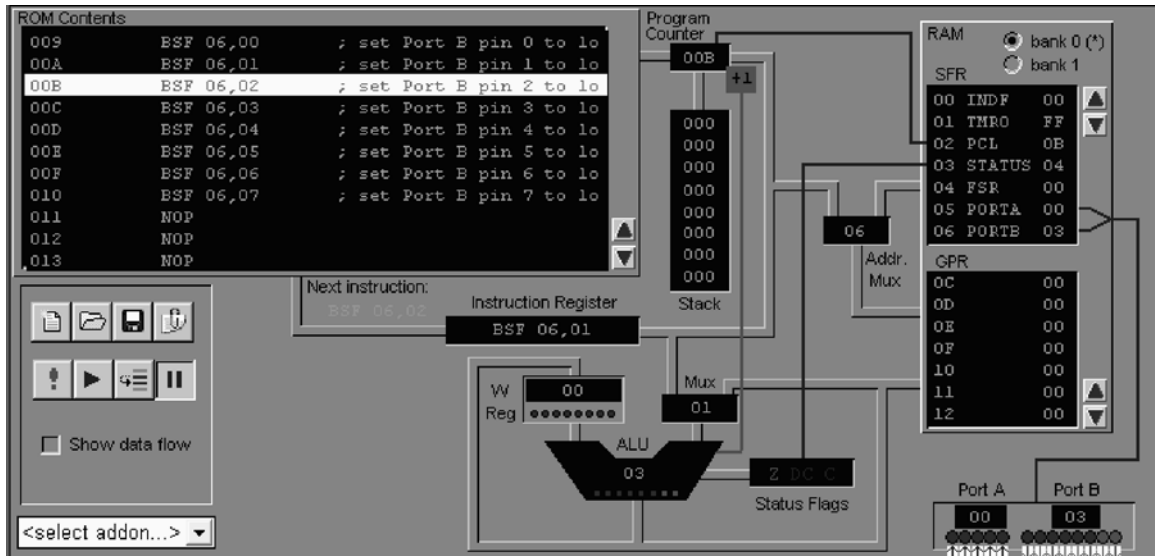 ROM Contents
009 BSF 06,00 ; set Port B pin 0 to lo
00A BSF 06,01 ; set Port B pin 1 to lo
00B BSF 06,02 ; set Port B pin 2 to lo
00C BSF 06,03 ; set Port B pin 3 to lo
00D BSF 06,04 ; set Port B pin 4 to lo
00E BSF 06,05 ; set Port B pin 5 to lo
00F BSF 06,06 ; set Port B pin 6 to lo
010 BSF 06,07 ; set Port B pin 7 to lo
011 NOP
012 NOP
013 NOP
Program
Counter
00B
+1
000
000
000
000
000
000
000
000
Stack
RAM
bank 0 (*)
bank 1
SFR
00 INDF 00
01 TMR0 FF
02 PCL 0B
03 STATUS 04
04 FSR 00
05 PORTA 00
06 PORTB 03
06
Addr.
Mux
GPR
0C 00
0D 00
0E 00
0F 00
10 00
11 00
12 00
Next instruction:
BSF 06,02
Instruction Register
BSF 06,01
W
Reg
00
Mux
01
ALU
03
Z DC C
Status Flags
Show data flow
<select addon...>
Port A Port B
00 03